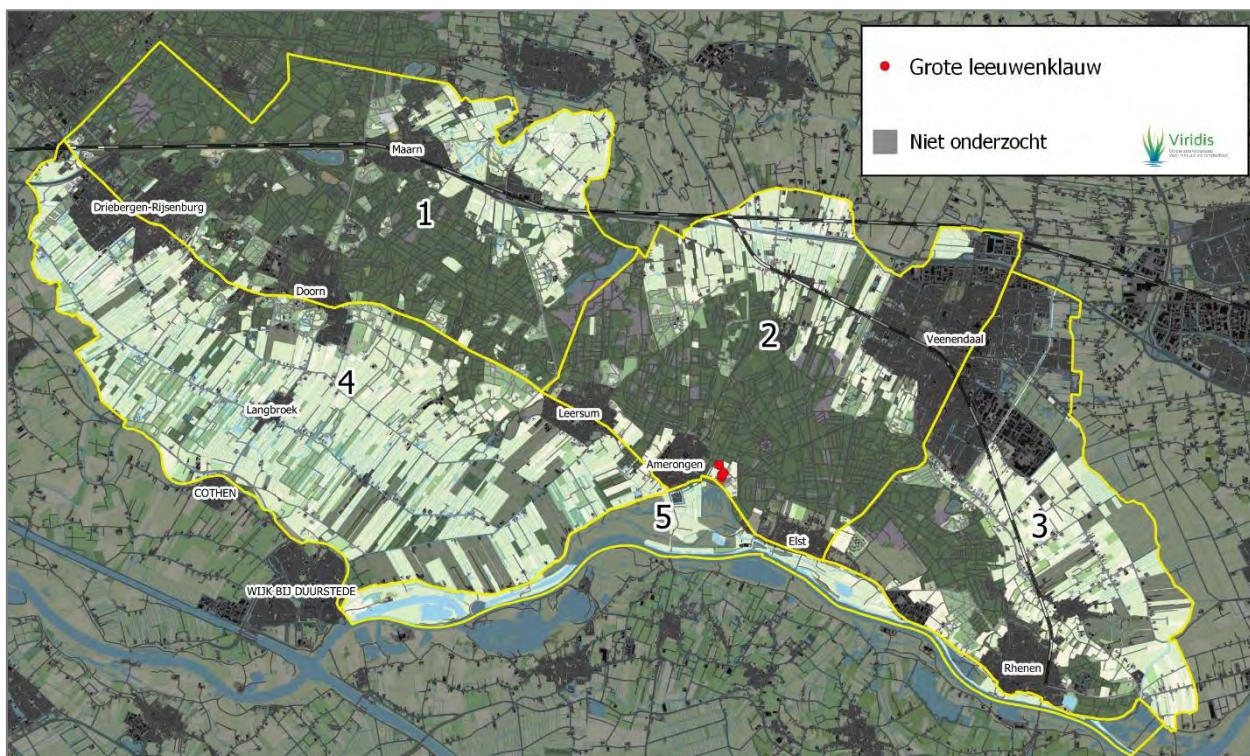 Grote leeuwenklauw
Niet onderzocht
Viridis
Maarn
1
Driebergen-Rijsenburg
Doorn
2
Veenendaal
4
Langbroek
Leersum
Amerongen
COTHEN
5
Elst
3
WIJK BIJ DUURSTEDE
Rhenen